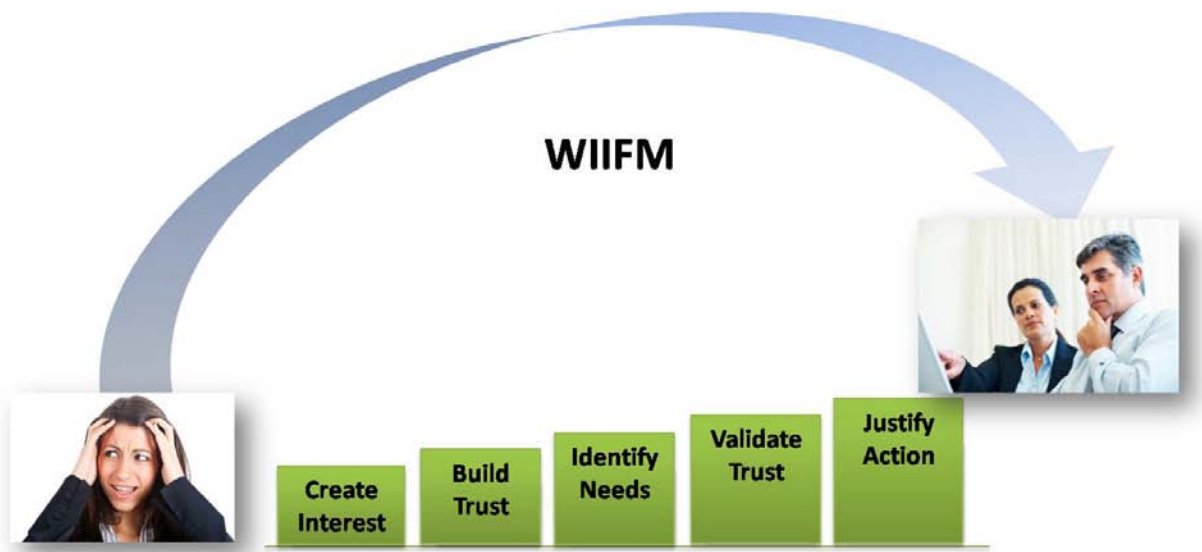 WIIFM
Create
Interest
Build
Trust
Identify
Needs
Validate
Trust
Justify
Action